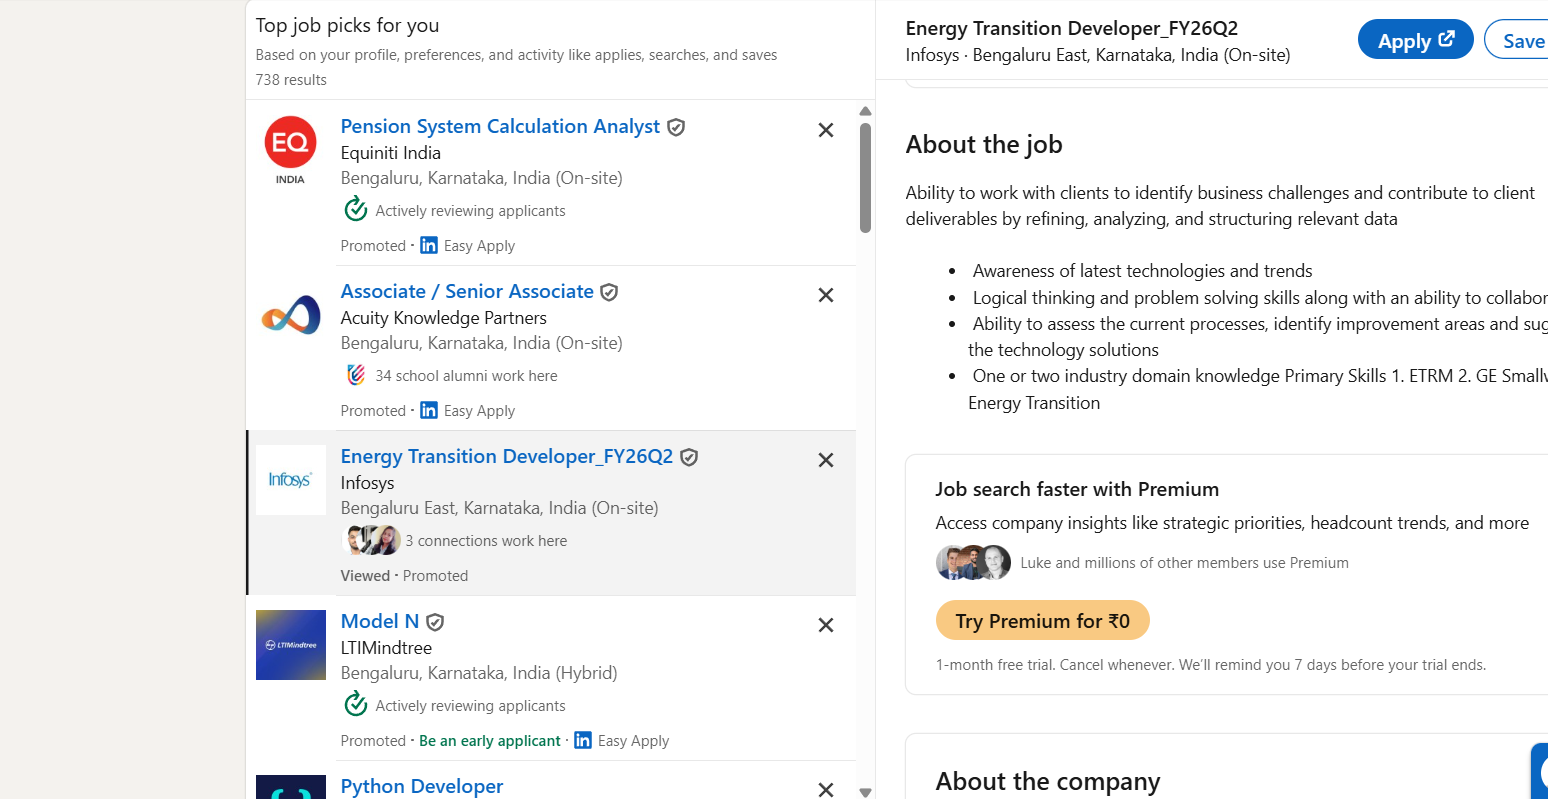 Top job picks for you
Based on your profile, preferences, and activity like applies, searches, and saves
738 results
EQ
INDIA
Pension System Calculation Analyst
Equiniti India
Bengaluru, Karnataka, India (On-site)
Actively reviewing applicants
Promoted · in Easy Apply
Associate / Senior Associate
Acuity Knowledge Partners
Bengaluru, Karnataka, India (On-site)
34 school alumni work here
Promoted · in Easy Apply
Infosys
Energy Transition Developer_FY26Q2
Infosys
Bengaluru East, Karnataka, India (On-site)
3 connections work here
Viewed · Promoted
LTIMindtree
Model N
LTIMindtree
Bengaluru, Karnataka, India (Hybrid)
Actively reviewing applicants
Promoted · Be an early applicant · in Easy Apply
Python Developer
Energy Transition Developer_FY26Q2
Infosys · Bengaluru East, Karnataka, India (On-site)
Apply
Save
About the job
Ability to work with clients to identify business challenges and contribute to client
deliverables by refining, analyzing, and structuring relevant data
• Awareness of latest technologies and trends
• Logical thinking and problem solving skills along with an ability to collabor
• Ability to assess the current processes, identify improvement areas and sug
the technology solutions
• One or two industry domain knowledge Primary Skills 1. ETRM 2. GE Small
Energy Transition
Job search faster with Premium
Access company insights like strategic priorities, headcount trends, and more
Luke and millions of other members use Premium
Try Premium for ₹0
1-month free trial. Cancel whenever. We’ll remind you 7 days before your trial ends.
About the company